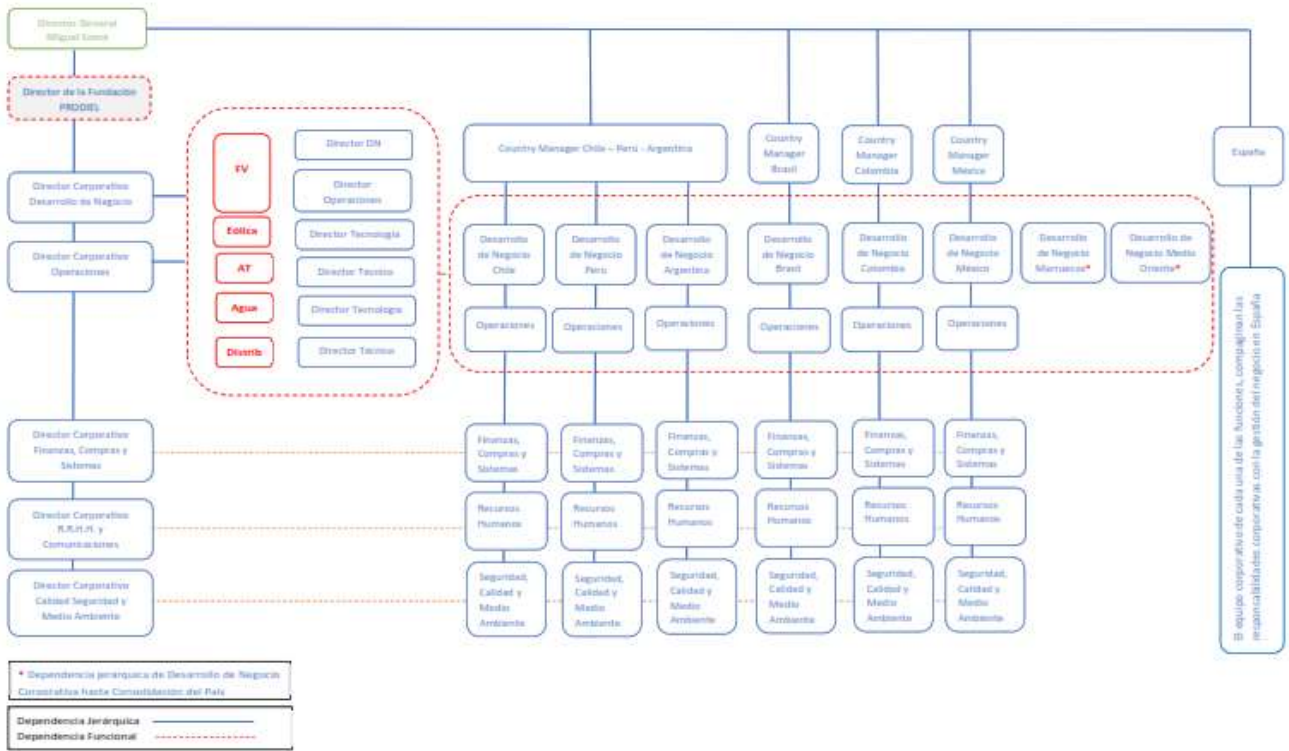 Director General
Miguel
Director de la Fundación
PRODIEL
Director Corporativo
Desarrollo de Negocio
Director Corporativo
Operaciones
FV
Eólica
AT
Agua
Distrib
Director DN
Director
Operaciones
Director Tecnología
Director Técnico
Director Tecnología
Director Técnico
Country Manager Chile – Perú - Argentina
Country
Manager
Brasil
Country
Manager
Colombia
Country
Manager
México
España
Desarrollo
de Negocio
Chile
Desarrollo
de Negocio
Perú
Desarrollo
de Negocio
Argentina
Desarrollo
de Negocio
Brasil
Desarrollo
de Negocio
Colombia
Desarrollo
de Negocio
México
Desarrollo
de Negocio
Marruecos*
Desarrollo de
Negocio Medio
Oriente*
Operaciones
Operaciones
Operaciones
Operaciones
Operaciones
Operaciones
Director Corporativo
Finanzas, Compras y
Sistemas
Finanzas,
Compras y
Sistemas
Finanzas,
Compras y
Sistemas
Finanzas,
Compras y
Sistemas
Finanzas,
Compras y
Sistemas
Finanzas,
Compras y
Sistemas
Finanzas,
Compras y
Sistemas
Director Corporativo
R.R.H.H. y
Comunicaciones
Recursos
Humanos
Recursos
Humanos
Recursos
Humanos
Recursos
Humanos
Recursos
Humanos
Recursos
Humanos
Director Corporativo
Calidad Seguridad y
Medio Ambiente
Seguridad,
Calidad y
Medio
Ambiente
Seguridad,
Calidad y
Medio
Ambiente
Seguridad,
Calidad y
Medio
Ambiente
Seguridad,
Calidad y
Medio
Ambiente
Seguridad,
Calidad y
Medio
Ambiente
Seguridad,
Calidad y
Medio
Ambiente
El equipo corporativo de cada una de las funciones, compaginan las
responsabilidades corporativas con la gestión del negocio en España
* Dependencia jerárquica de Desarrollo de Negocio
Corporativa hasta Consolidación del País
Dependencia Jerárquica
Dependencia Funcional